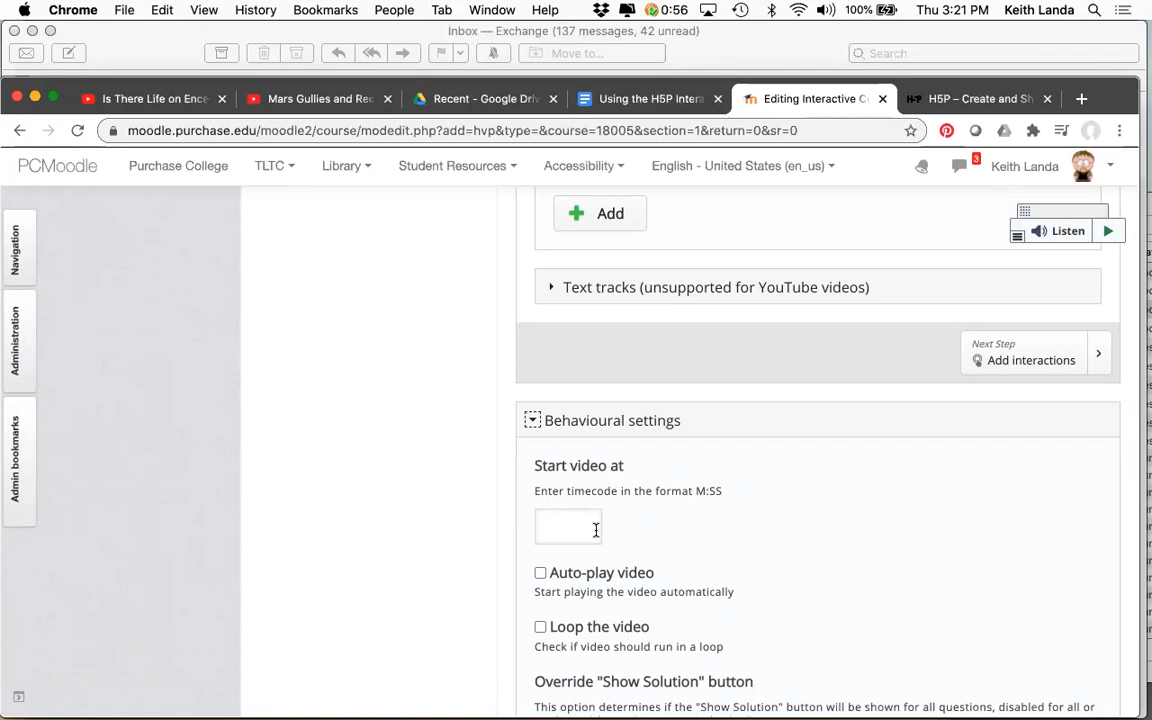 Chrome File Edit View History Bookmarks People Tab Window Help 0:56 100% Thu 3:21 PM Keith Landa
Inbox — Exchange (137 messages, 42 unread)
Move to... Search
Is There Life on Ence Mars Gullies and Rec Recent - Google Driv Using the H5P Intera Editing Interactive Co H5P – Create and Sh
moodle.purchase.edu/moodle2/course/modedit.php?add=hvp&type=&course=18005&section=1&return=0&sr=0
PCMoodle Purchase College TLTC Library Student Resources Accessibility English - United States (en_us) 3 Keith Landa
Navigation
Administration
Admin bookmarks
Add
Listen
Text tracks (unsupported for YouTube videos)
Next Step
Add interactions
Behavioural settings
Start video at
Enter timecode in the format M:SS
Auto-play video
Start playing the video automatically
Loop the video
Check if video should run in a loop
Override "Show Solution" button
This option determines if the "Show Solution" button will be shown for all questions, disabled for all or